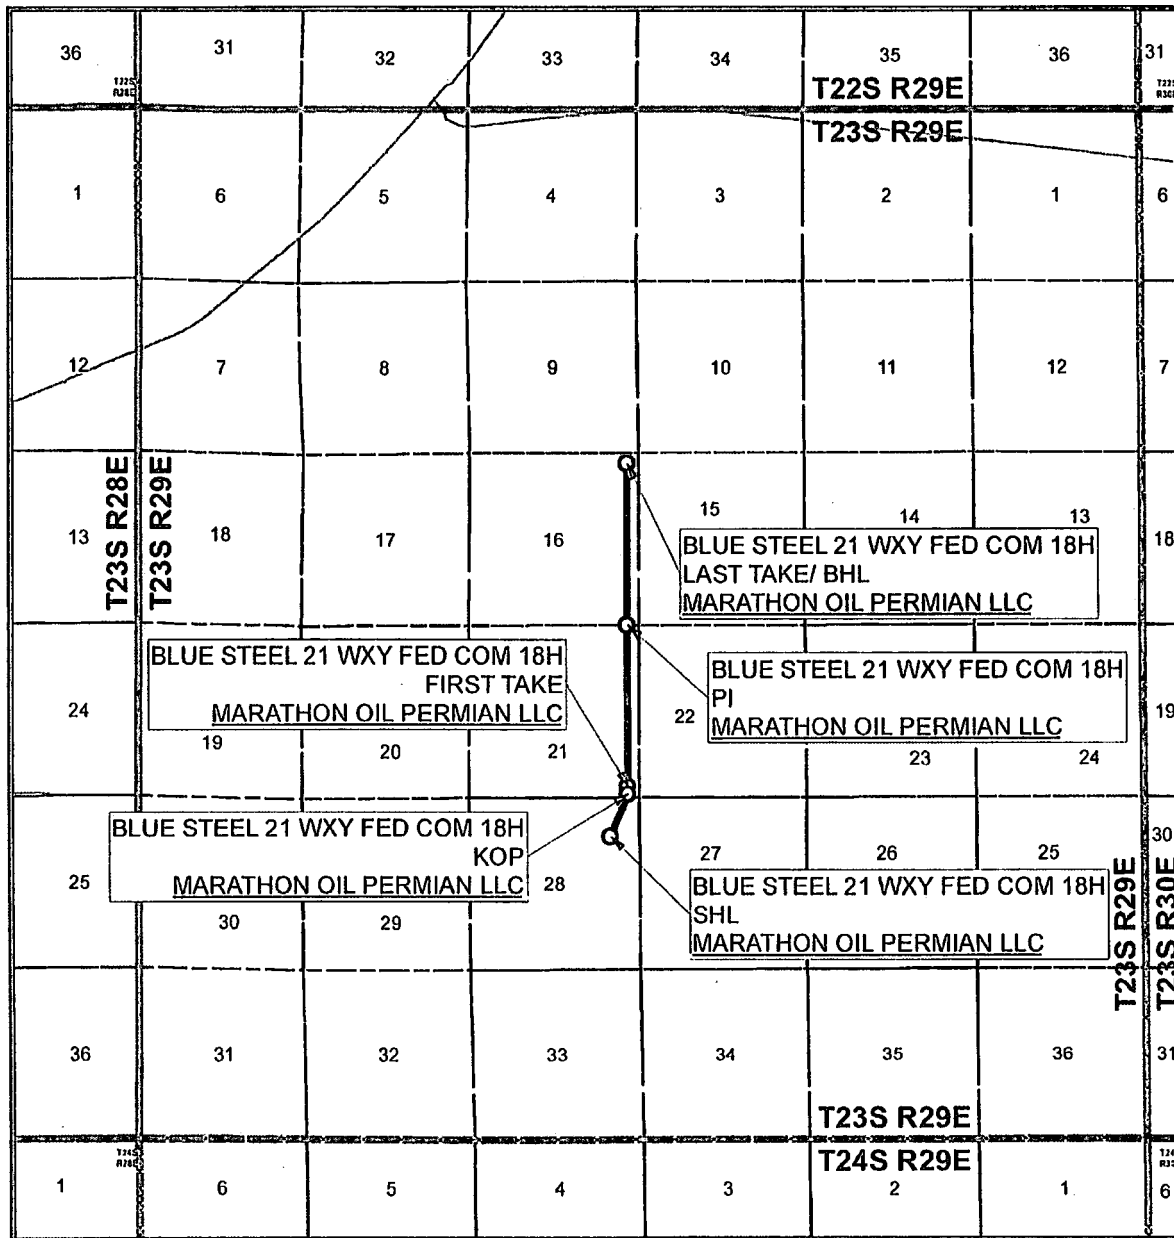 36 31 32 33 34 35 36 31
T22S R29E
T23S R29E
1 6 5 4 3 2 1 6
12 7 8 9 10 11 12 7
T23S R28E
T23S R29E
13 18 17 16 15 14 13 18
BLUE STEEL 21 WXY FED COM 18H
LAST TAKE/ BHL
MARATHON OIL PERMIAN LLC
BLUE STEEL 21 WXY FED COM 18H
FIRST TAKE
MARATHON OIL PERMIAN LLC
BLUE STEEL 21 WXY FED COM 18H
PI
MARATHON OIL PERMIAN LLC
24 19 20 21 22 23 24 19
BLUE STEEL 21 WXY FED COM 18H
KOP
MARATHON OIL PERMIAN LLC
25 30 29 28 27 26 25 30
BLUE STEEL 21 WXY FED COM 18H
SHL
MARATHON OIL PERMIAN LLC
T23S R29E
T23S R30E
36 31 32 33 34 35 36 31
T23S R29E
T24S R29E
1 6 5 4 3 2 1 6